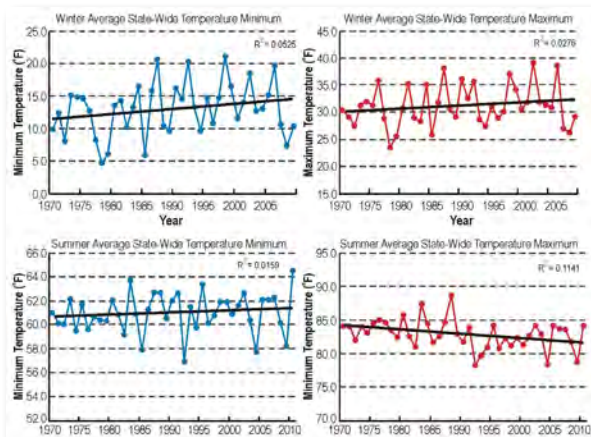 Winter Average State-Wide Temperature Minimum
R² = 0.0525
Minimum Temperature (°F)
25.0
20.0
15.0
10.0
5.0
0.0
1970 1975 1980 1985 1990 1995 2000 2005
Year
Winter Average State-Wide Temperature Maximum
R² = 0.0276
Maximum Temperature (°F)
45.0
40.0
35.0
30.0
25.0
20.0
15.0
1970 1975 1980 1985 1990 1995 2000 2005
Year
Summer Average State-Wide Temperature Minimum
R² = 0.0159
Minimum Temperature (°F)
66.0
64.0
62.0
60.0
58.0
56.0
54.0
52.0
1970 1975 1980 1985 1990 1995 2000 2005 2010
Summer Average State-Wide Temperature Maximum
R² = 0.1141
Minimum Temperature (°F)
95.0
90.0
85.0
80.0
75.0
70.0
1970 1975 1980 1985 1990 1995 2000 2005 2010